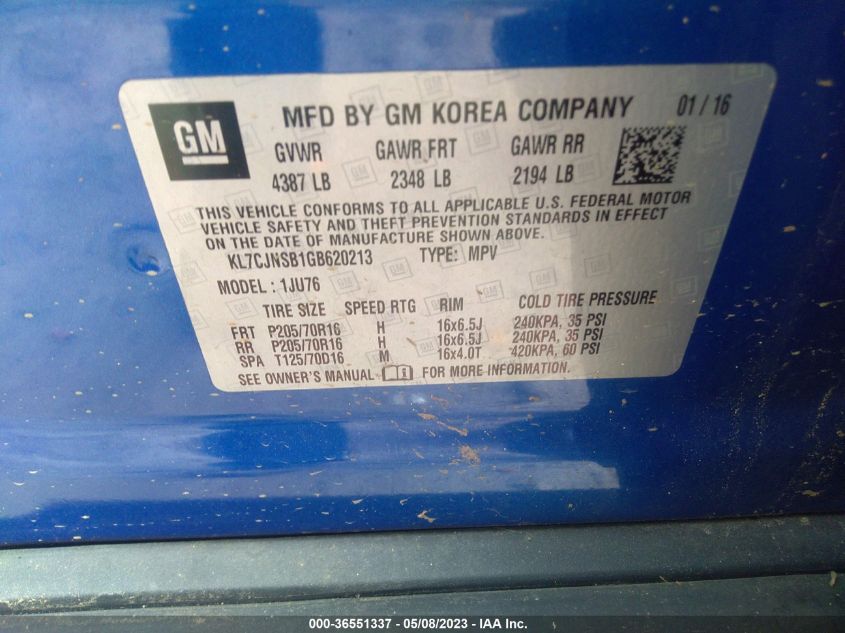 GM
MFD BY GM KOREA COMPANY 01 / 16
GVWR GAWR FRT GAWR RR
4387 LB 2348 LB 2194 LB
THIS VEHICLE CONFORMS TO ALL APPLICABLE U.S. FEDERAL MOTOR
VEHICLE SAFETY AND THEFT PREVENTION STANDARDS IN EFFECT
ON THE DATE OF MANUFACTURE SHOWN ABOVE.
KL7CJNSB1GB620213 TYPE: MPV
MODEL : 1JU76
TIRE SIZE SPEED RTG RIM COLD TIRE PRESSURE
FRT P205/70R16 H 16x6.5J 240KPA, 35 PSI
RR P205/70R16 H 16x6.5J 240KPA, 35 PSI
SPA T125/70D16 M 16x4.0T 420KPA, 60 PSI
SEE OWNER'S MANUAL FOR MORE INFORMATION.
000-36551337 - 05/08/2023 - IAA Inc.